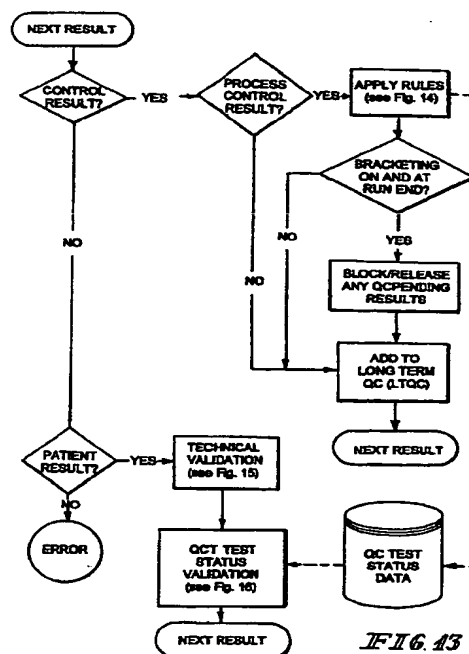 NEXT RESULT
CONTROL
RESULT?
YES
PROCESS
CONTROL
RESULT?
YES
APPLY RULES
(see Fig. 14)
BRACKETING
ON AND AT
RUN END?
NO
NO
NO
YES
BLOCK/RELEASE
ANY QCPENDING
RESULTS
ADD TO
LONG TERM
QC (LTQC)
NEXT RESULT
PATIENT
RESULT?
YES
TECHNICAL
VALIDATION
(see Fig. 15)
NO
ERROR
QCT TEST
STATUS
VALIDATION
(see Fig. 16)
QC TEST
STATUS
DATA
NEXT RESULT
FIG. 13